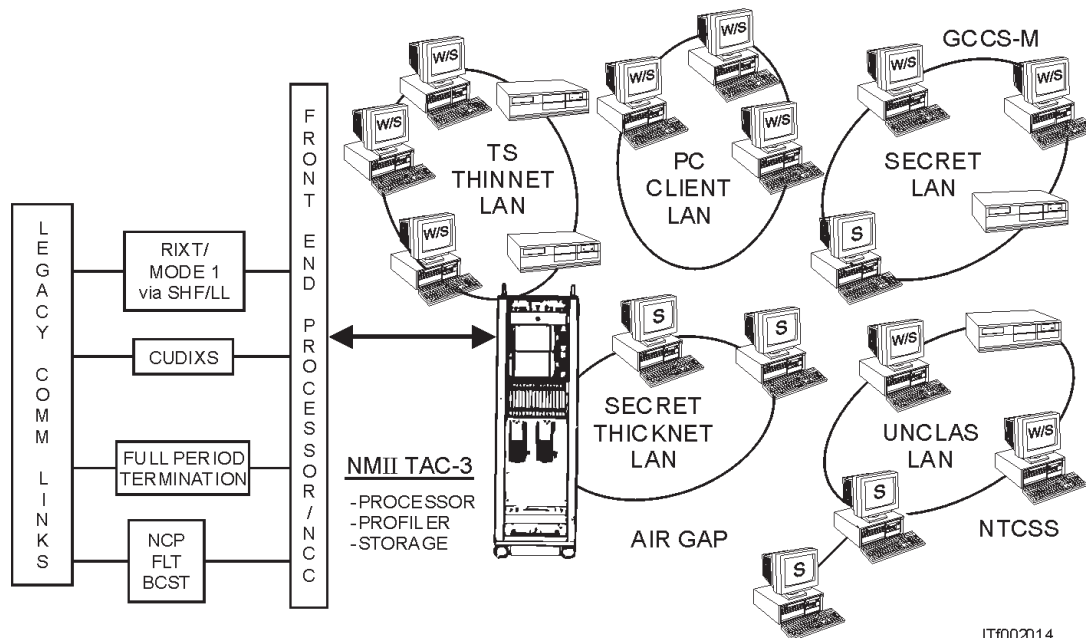 LEGACY COMM LINKS
RIXT/
MODE 1
via SHF/LL
CUDIXS
FULL PERIOD
TERMINATION
NCP
FLT
BCST
FRONT END PROCESSOR/NCC
W/S
W/S
W/S
TS
THINNET
LAN
W/S
W/S
W/S
PC
CLIENT
LAN
GCCS-M
W/S
W/S
S
SECRET
LAN
NMII TAC-3
-PROCESSOR
-PROFILER
-STORAGE
S
S
SECRET
THICKNET
LAN
AIR GAP
W/S
W/S
S
S
UNCLAS
LAN
NTCSS
ITf002014